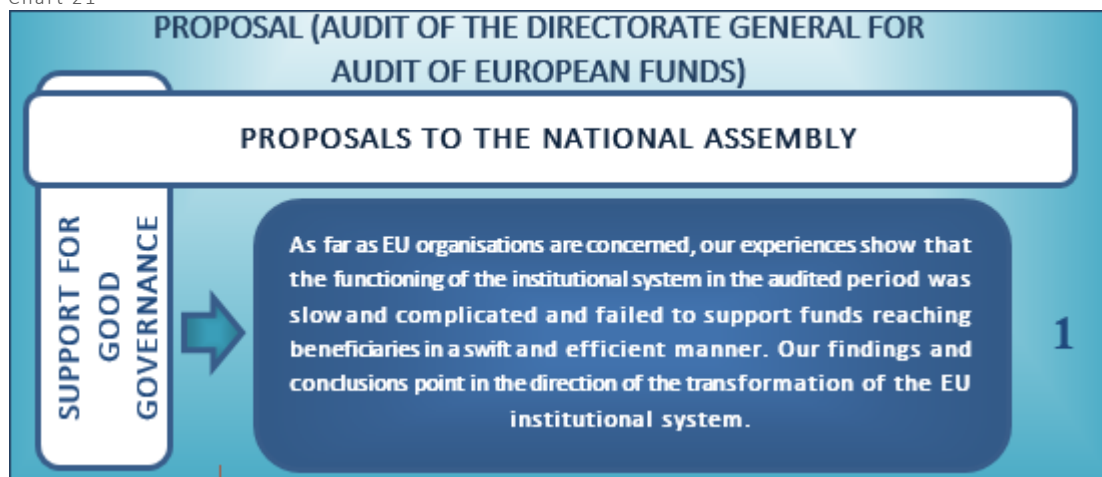 Chart 21
PROPOSAL (AUDIT OF THE DIRECTORATE GENERAL FOR
AUDIT OF EUROPEAN FUNDS)
PROPOSALS TO THE NATIONAL ASSEMBLY
SUPPORT FOR
GOOD
GOVERNANCE
As far as EU organisations are concerned, our experiences show that
the functioning of the institutional system in the audited period was
slow and complicated and failed to support funds reaching
beneficiaries in a swift and efficient manner. Our findings and
conclusions point in the direction of the transformation of the EU
institutional system.
1